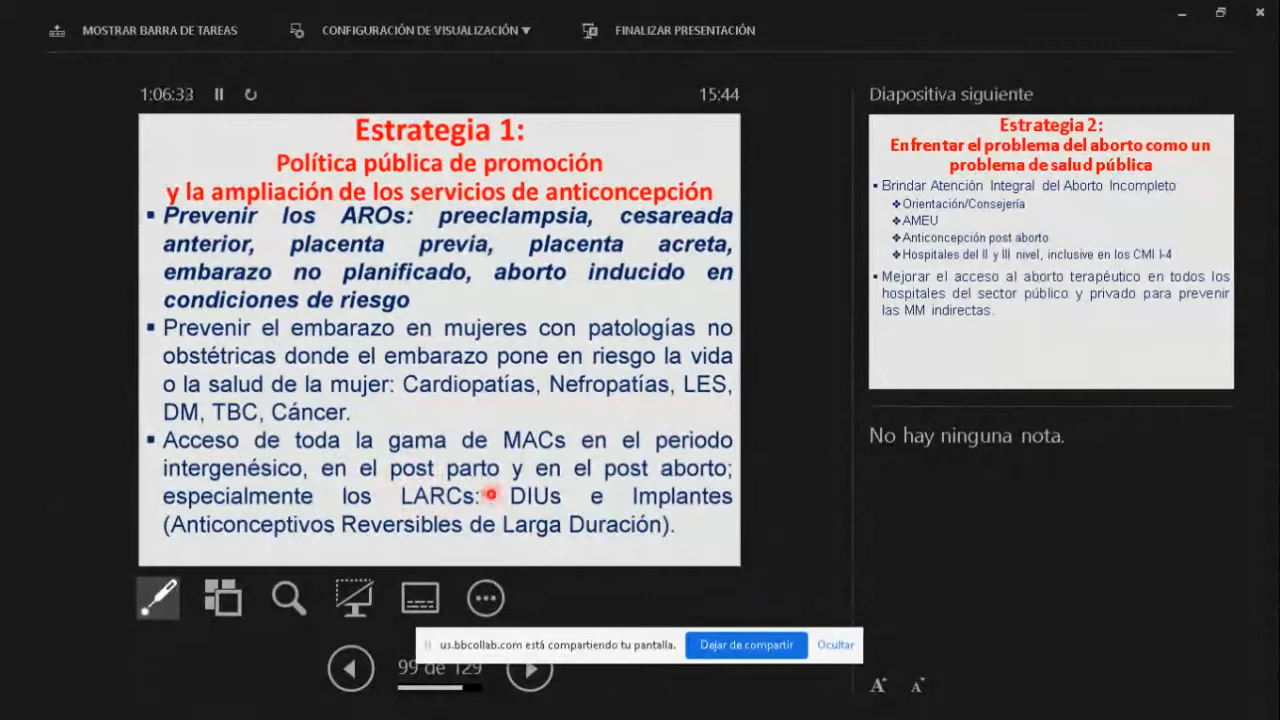 MOSTRAR BARRA DE TAREAS
CONFIGURACIÓN DE VISUALIZACIÓN ▼
FINALIZAR PRESENTACIÓN
1:06:33
15:44
Estrategia 1:
Política pública de promoción
y la ampliación de los servicios de anticoncepción
▪ Prevenir los AROs: preeclampsia, cesareada
anterior, placenta previa, placenta acreta,
embarazo no planificado, aborto inducido en
condiciones de riesgo
▪ Prevenir el embarazo en mujeres con patologías no
obstétricas donde el embarazo pone en riesgo la vida
o la salud de la mujer: Cardiopatías, Nefropatías, LES,
DM, TBC, Cáncer.
▪ Acceso de toda la gama de MACs en el periodo
intergenésico, en el post parto y en el post aborto;
especialmente los LARCs: DIUs e Implantes
(Anticonceptivos Reversibles de Larga Duración).
us.bbcollab.com está compartiendo tu pantalla.
Dejar de compartir
Ocultar
99 de 129
Diapositiva siguiente
Estrategia 2:
Enfrentar el problema del aborto como un
problema de salud pública
▪ Brindar Atención Integral del Aborto Incompleto
❖Orientación/Consejería
❖AMEU
❖Anticoncepción post aborto
❖Hospitales del II y III nivel, inclusive en los CMI I-4
▪ Mejorar el acceso al aborto terapéutico en todos los
hospitales del sector público y privado para prevenir
las MM indirectas.
No hay ninguna nota.
A A